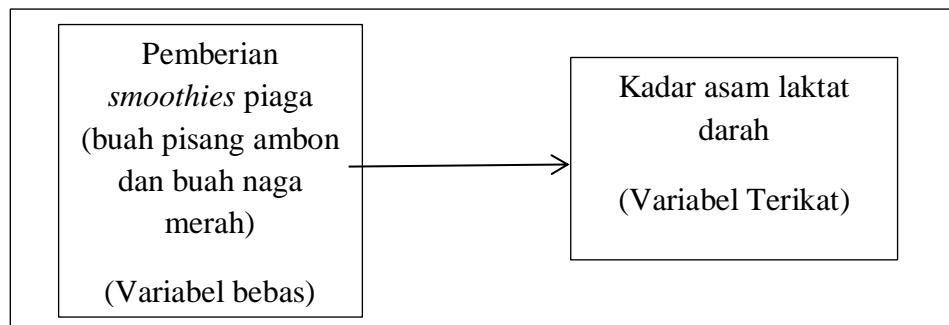 Pemberian
smoothies piaga
(buah pisang ambon
dan buah naga
merah)
(Variabel bebas)
Kadar asam laktat
darah
(Variabel Terikat)